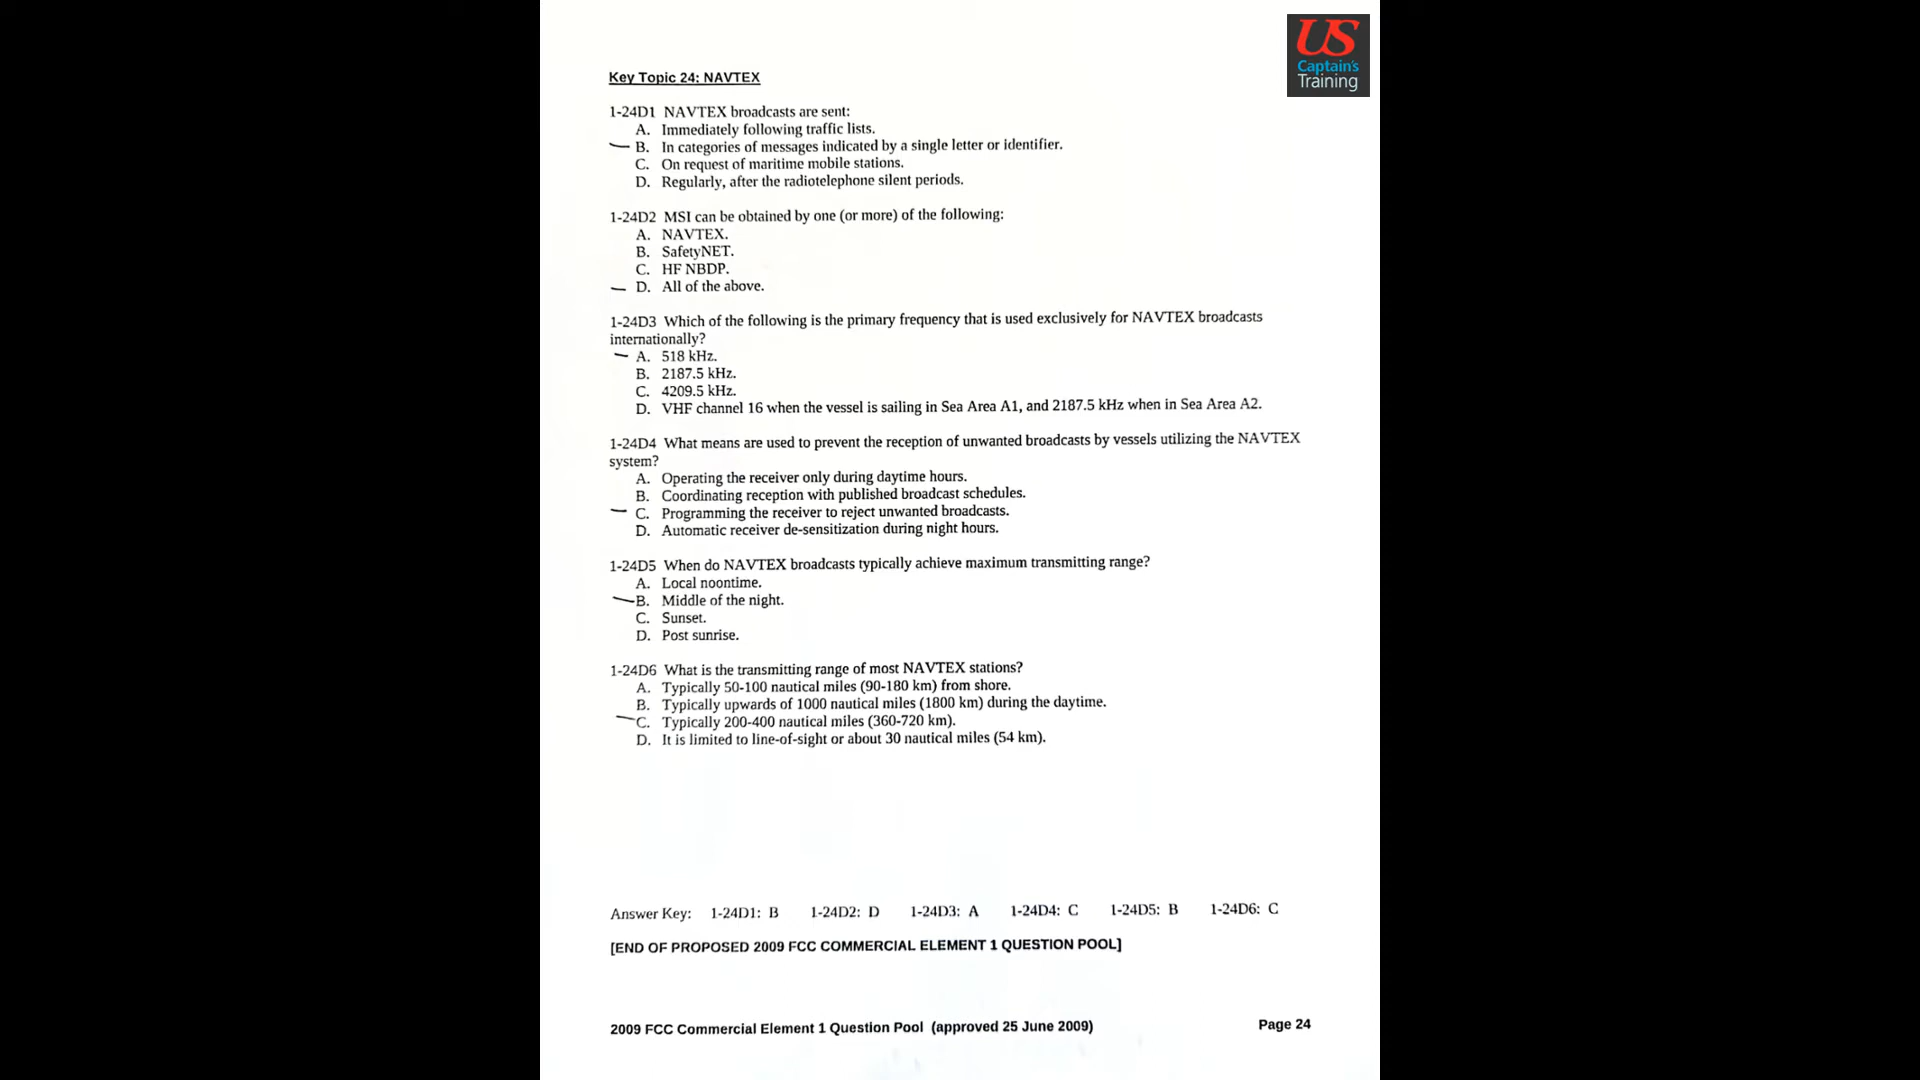 US
Captain's
Training
Key Topic 24: NAVTEX
1-24D1 NAVTEX broadcasts are sent:
A. Immediately following traffic lists.
B. In categories of messages indicated by a single letter or identifier.
C. On request of maritime mobile stations.
D. Regularly, after the radiotelephone silent periods.
1-24D2 MSI can be obtained by one (or more) of the following:
A. NAVTEX.
B. SafetyNET.
C. HF NBDP.
D. All of the above.
1-24D3 Which of the following is the primary frequency that is used exclusively for NAVTEX broadcasts
internationally?
A. 518 kHz.
B. 2187.5 kHz.
C. 4209.5 kHz.
D. VHF channel 16 when the vessel is sailing in Sea Area A1, and 2187.5 kHz when in Sea Area A2.
1-24D4 What means are used to prevent the reception of unwanted broadcasts by vessels utilizing the NAVTEX
system?
A. Operating the receiver only during daytime hours.
B. Coordinating reception with published broadcast schedules.
C. Programming the receiver to reject unwanted broadcasts.
D. Automatic receiver de-sensitization during night hours.
1-24D5 When do NAVTEX broadcasts typically achieve maximum transmitting range?
A. Local noontime.
B. Middle of the night.
C. Sunset.
D. Post sunrise.
1-24D6 What is the transmitting range of most NAVTEX stations?
A. Typically 50-100 nautical miles (90-180 km) from shore.
B. Typically upwards of 1000 nautical miles (1800 km) during the daytime.
C. Typically 200-400 nautical miles (360-720 km).
D. It is limited to line-of-sight or about 30 nautical miles (54 km).
Answer Key: 1-24D1: B 1-24D2: D 1-24D3: A 1-24D4: C 1-24D5: B 1-24D6: C
[END OF PROPOSED 2009 FCC COMMERCIAL ELEMENT 1 QUESTION POOL]
2009 FCC Commercial Element 1 Question Pool (approved 25 June 2009) Page 24